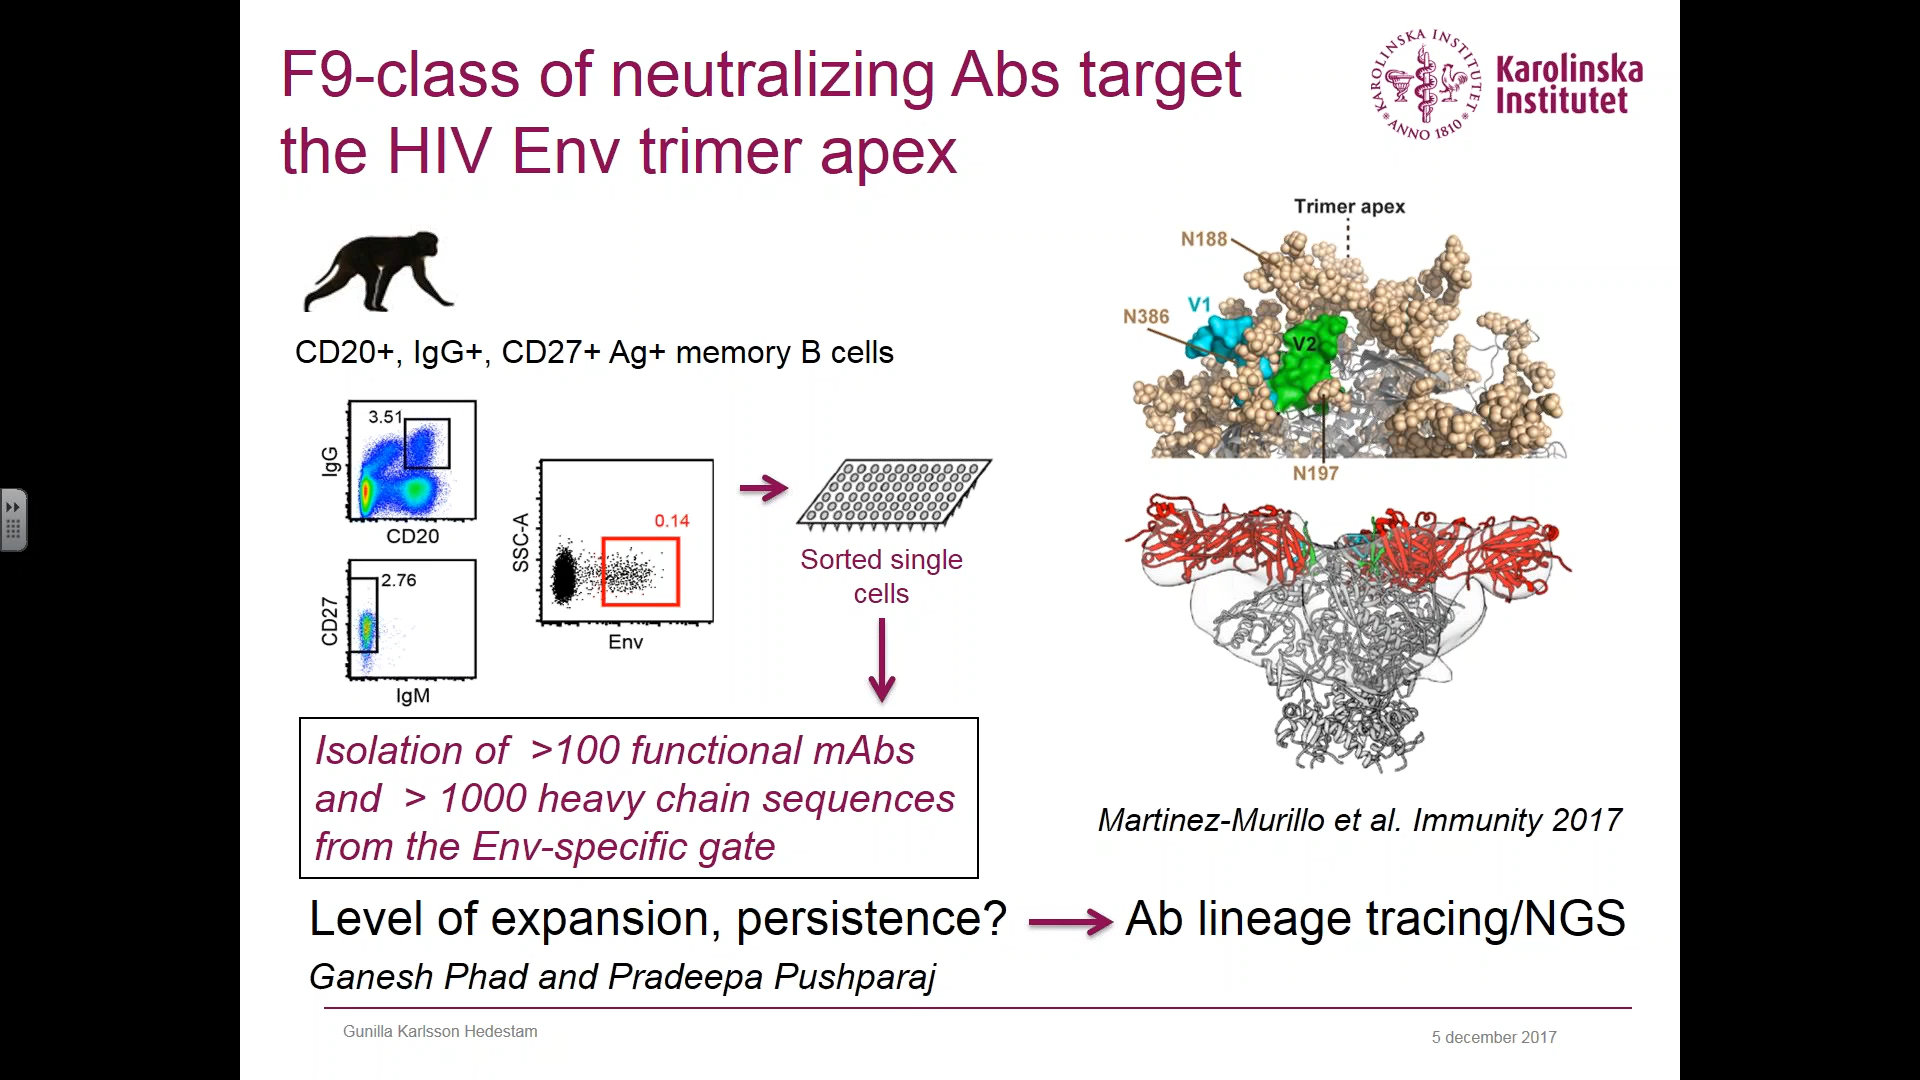 F9-class of neutralizing Abs target
the HIV Env trimer apex
KAROLINSKA INSTITUTET
ANNO 1810
Karolinska
Institutet
CD20+, IgG+, CD27+ Ag+ memory B cells
3.51
IgG
CD20
2.76
CD27
IgM
0.14
SSC-A
Env
Sorted single
cells
Isolation of >100 functional mAbs
and > 1000 heavy chain sequences
from the Env-specific gate
Trimer apex
N188
V1
N386
V2
N197
Martinez-Murillo et al. Immunity 2017
Level of expansion, persistence?
Ab lineage tracing/NGS
Ganesh Phad and Pradeepa Pushparaj
Gunilla Karlsson Hedestam
5 december 2017